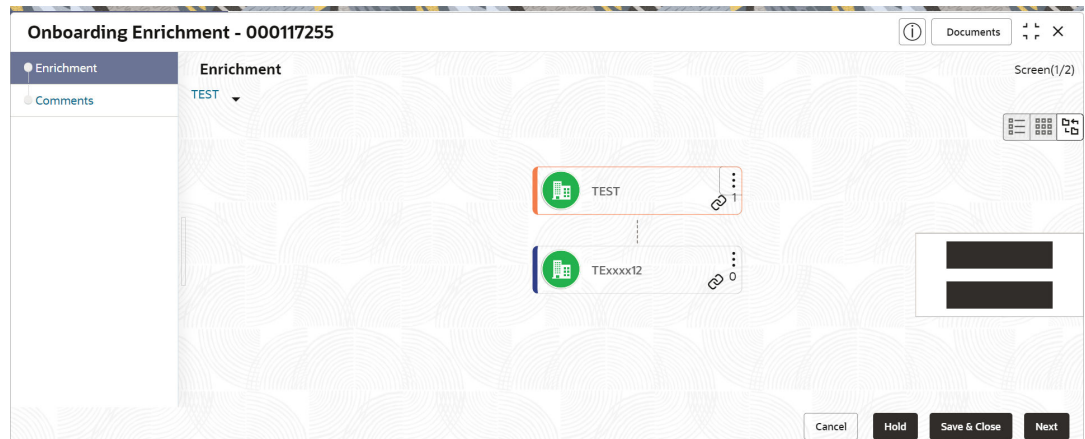 Onboarding Enrichment - 000117255
Documents
Enrichment
Comments
Enrichment
Screen(1/2)
TEST
TEST
1
TExxxx12
0
Cancel
Hold
Save & Close
Next